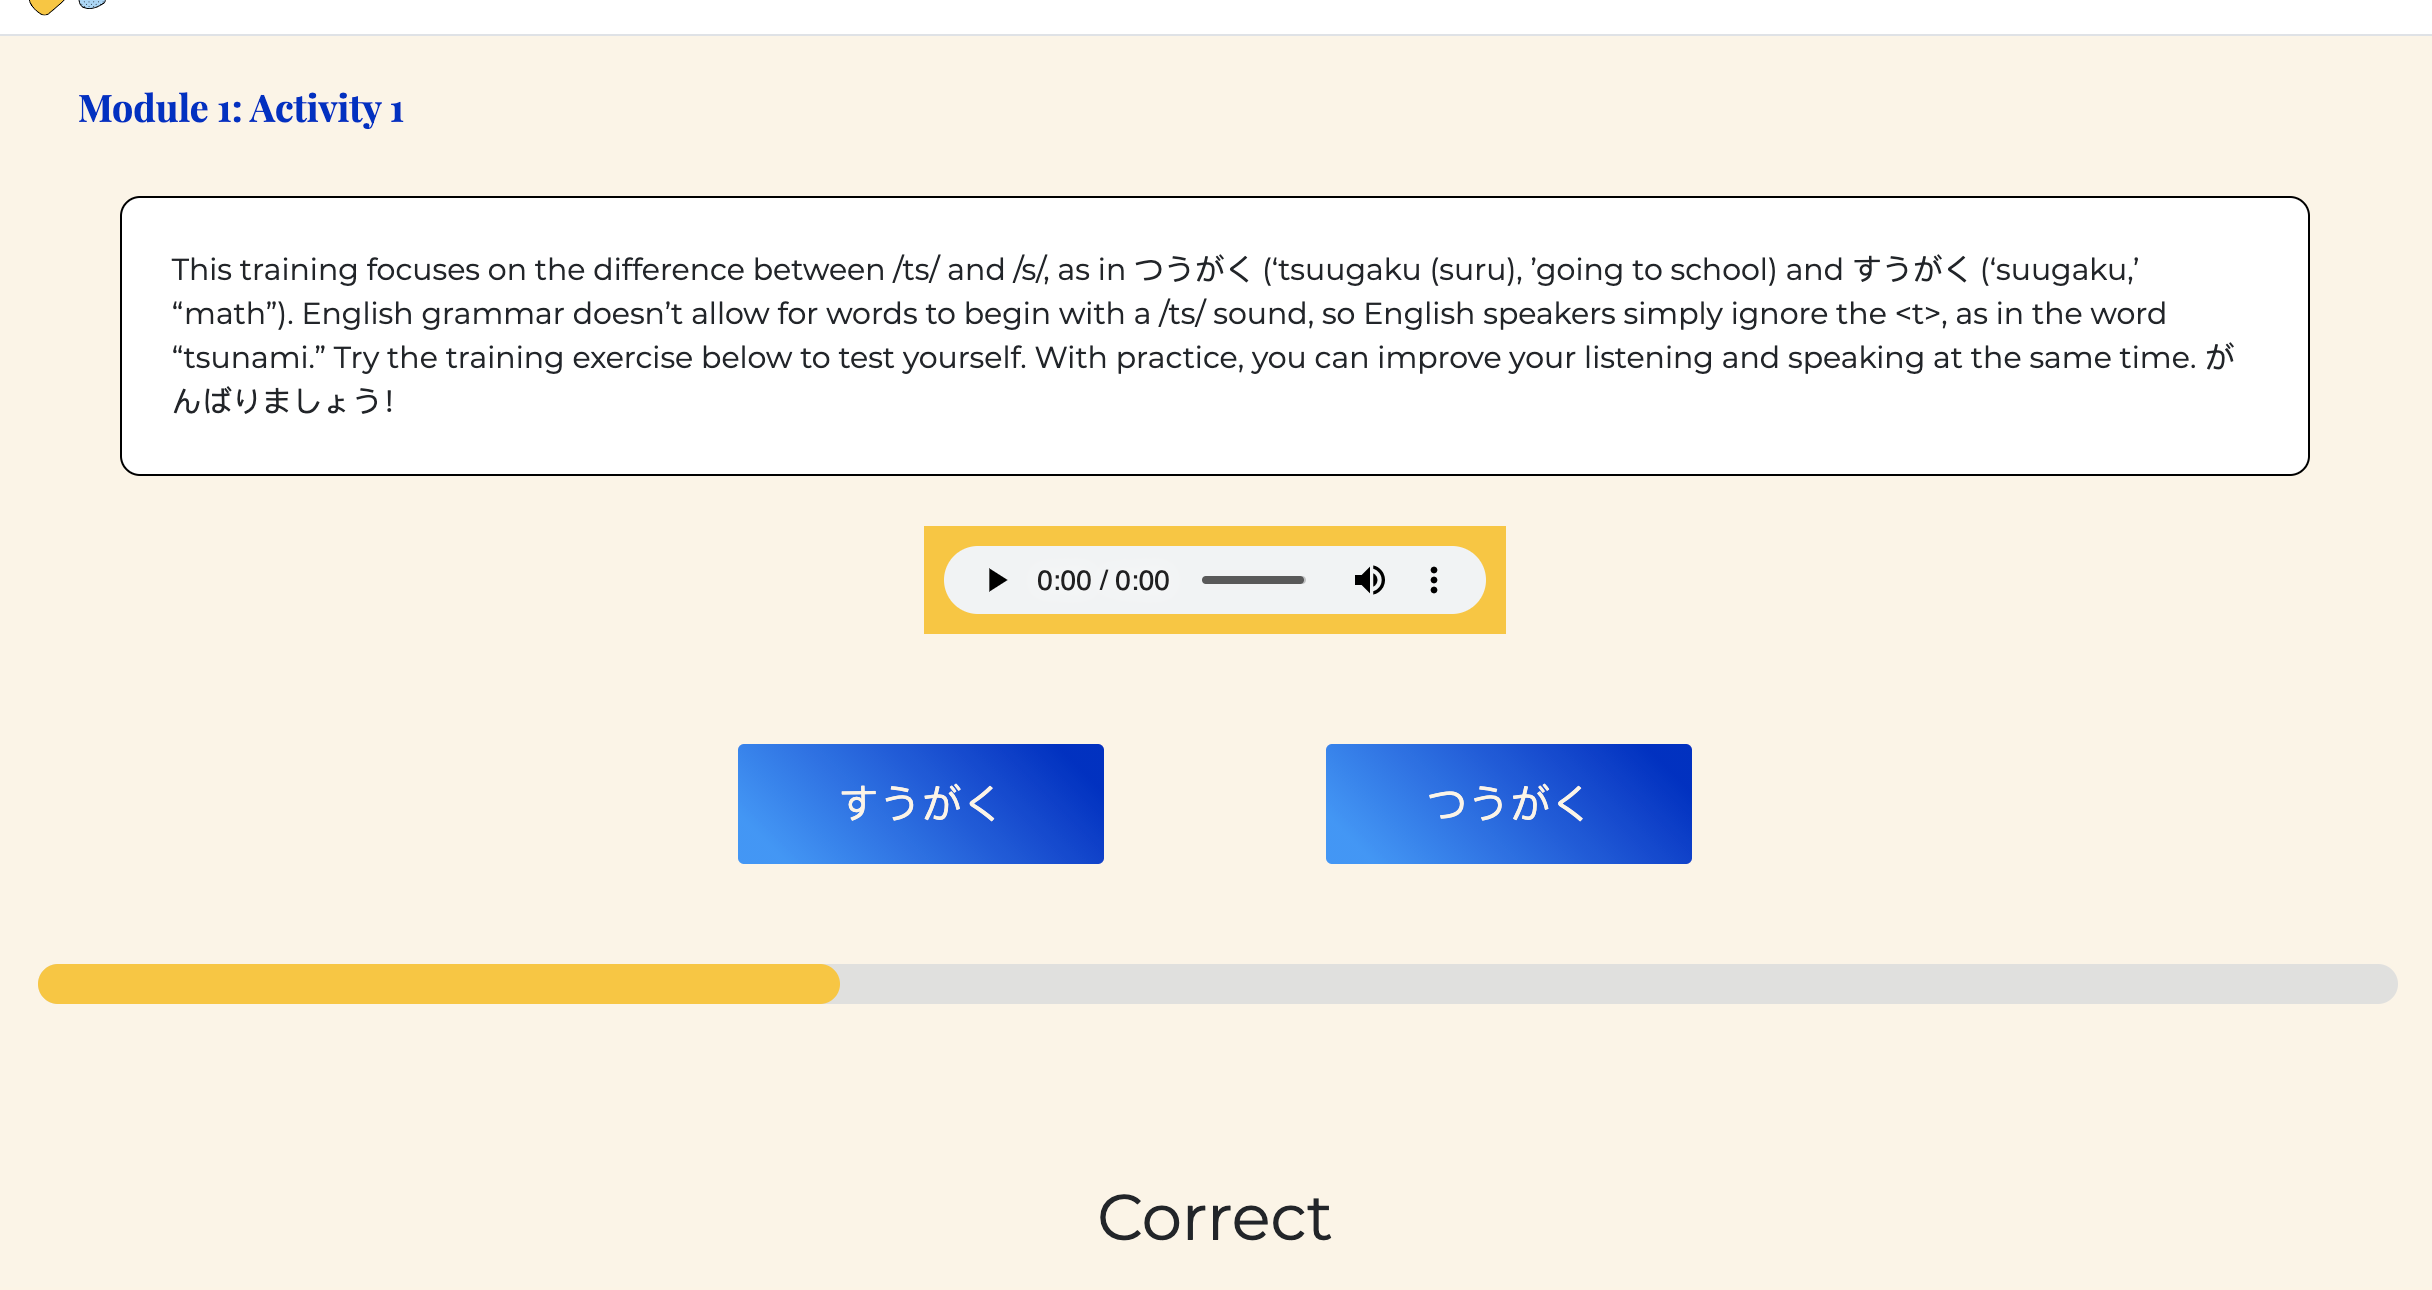 Module 1: Activity 1
This training focuses on the difference between /ts/ and /s/, as in つうがく (‘tsuugaku (suru), ’going to school) and すうがく (‘suugaku,’
“math”). English grammar doesn’t allow for words to begin with a /ts/ sound, so English speakers simply ignore the <t>, as in the word
“tsunami.” Try the training exercise below to test yourself. With practice, you can improve your listening and speaking at the same time. が
んばりましょう!
0:00 / 0:00
すうがく
つうがく
Correct